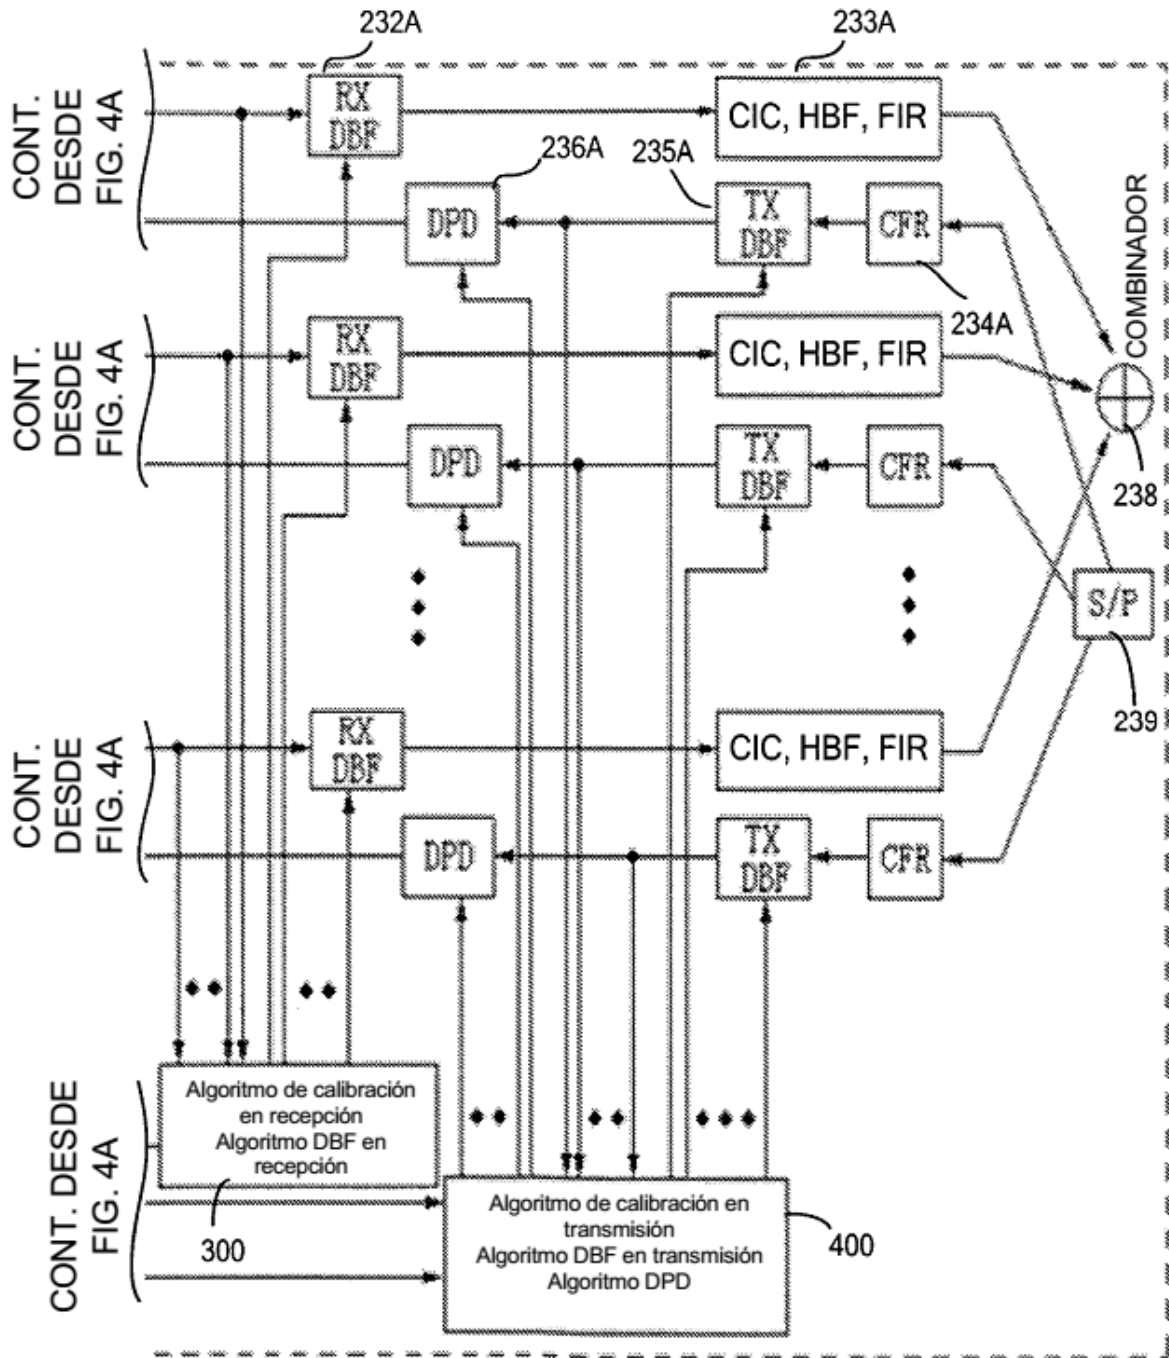 232A
233A
CONT.
DESDE
FIG. 4A
RX
DBF
CIC, HBF, FIR
236A
235A
DPD
TX
DBF
CFR
234A
COMBINADOR
CONT.
DESDE
FIG. 4A
RX
DBF
CIC, HBF, FIR
DPD
TX
DBF
CFR
238
S/P
239
CONT.
DESDE
FIG. 4A
RX
DBF
CIC, HBF, FIR
DPD
TX
DBF
CFR
CONT. DESDE
FIG. 4A
Algoritmo de calibración
en recepción
Algoritmo DBF en
recepción
300
Algoritmo de calibración en
transmisión
Algoritmo DBF en transmisión
Algoritmo DPD
400